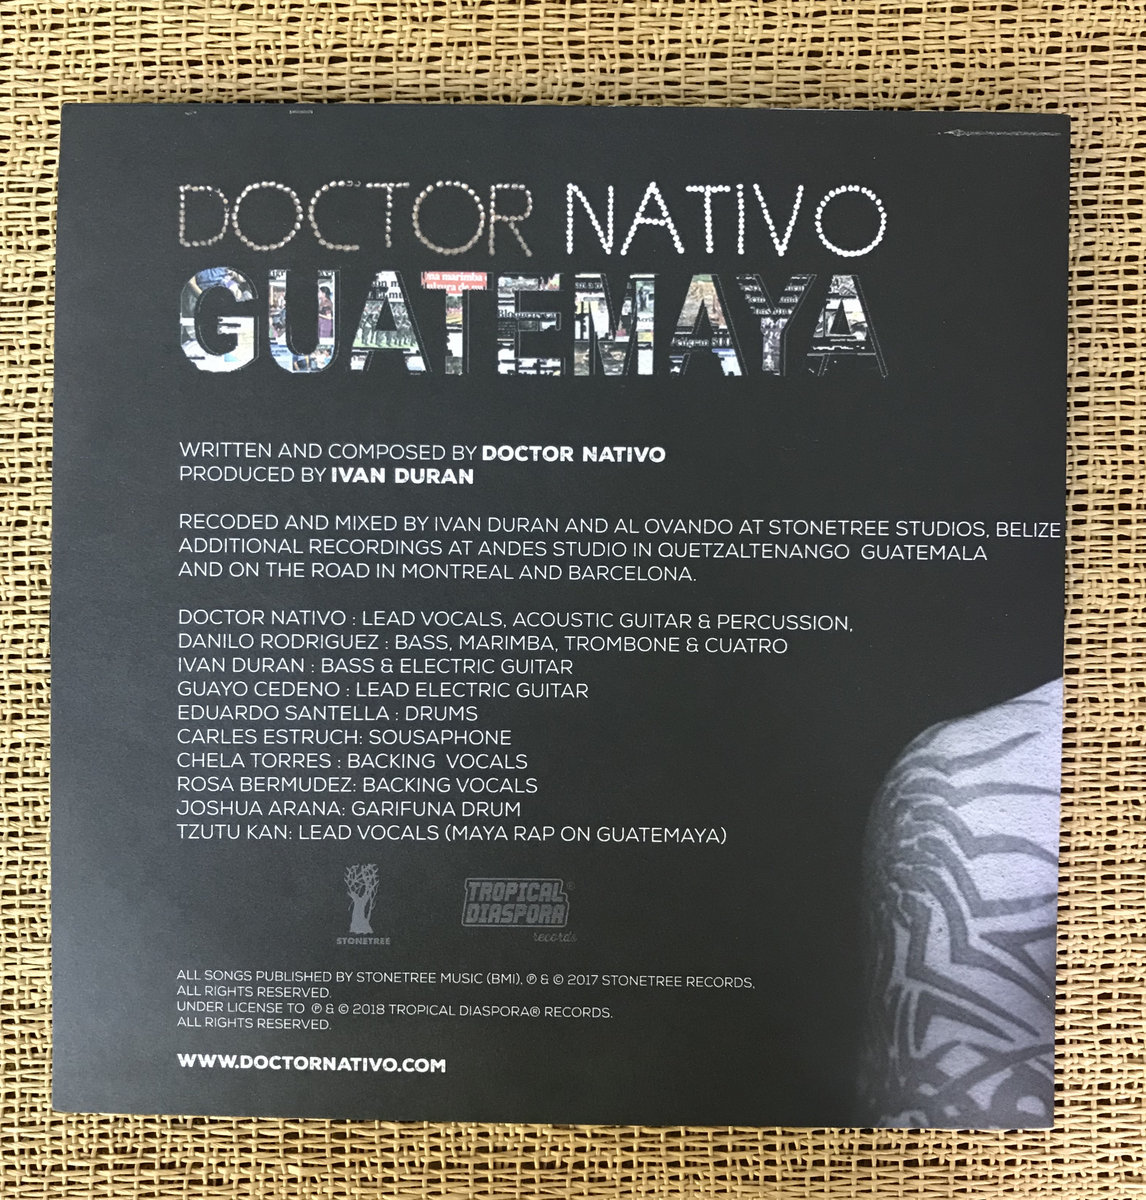 DOCTOR NATIVO
GUATEMAYA
WRITTEN AND COMPOSED BY DOCTOR NATIVO
PRODUCED BY IVAN DURAN
RECODED AND MIXED BY IVAN DURAN AND AL OVANDO AT STONETREE STUDIOS, BELIZE
ADDITIONAL RECORDINGS AT ANDES STUDIO IN QUETZALTENANGO GUATEMALA
AND ON THE ROAD IN MONTREAL AND BARCELONA.
DOCTOR NATIVO : LEAD VOCALS, ACOUSTIC GUITAR & PERCUSSION,
DANILO RODRIGUEZ : BASS, MARIMBA, TROMBONE & CUATRO
IVAN DURAN : BASS & ELECTRIC GUITAR
GUAYO CEDENO : LEAD ELECTRIC GUITAR
EDUARDO SANTELLA : DRUMS
CARLES ESTRUCH: SOUSAPHONE
CHELA TORRES : BACKING VOCALS
ROSA BERMUDEZ: BACKING VOCALS
JOSHUA ARANA: GARIFUNA DRUM
TZUTU KAN: LEAD VOCALS (MAYA RAP ON GUATEMAYA)
STONETREE
TROPICAL
DIASPORA®
records
ALL SONGS PUBLISHED BY STONETREE MUSIC (BMI), ℗ & © 2017 STONETREE RECORDS.
ALL RIGHTS RESERVED.
UNDER LICENSE TO ℗ & © 2018 TROPICAL DIASPORA® RECORDS.
ALL RIGHTS RESERVED.
WWW.DOCTORNATIVO.COM